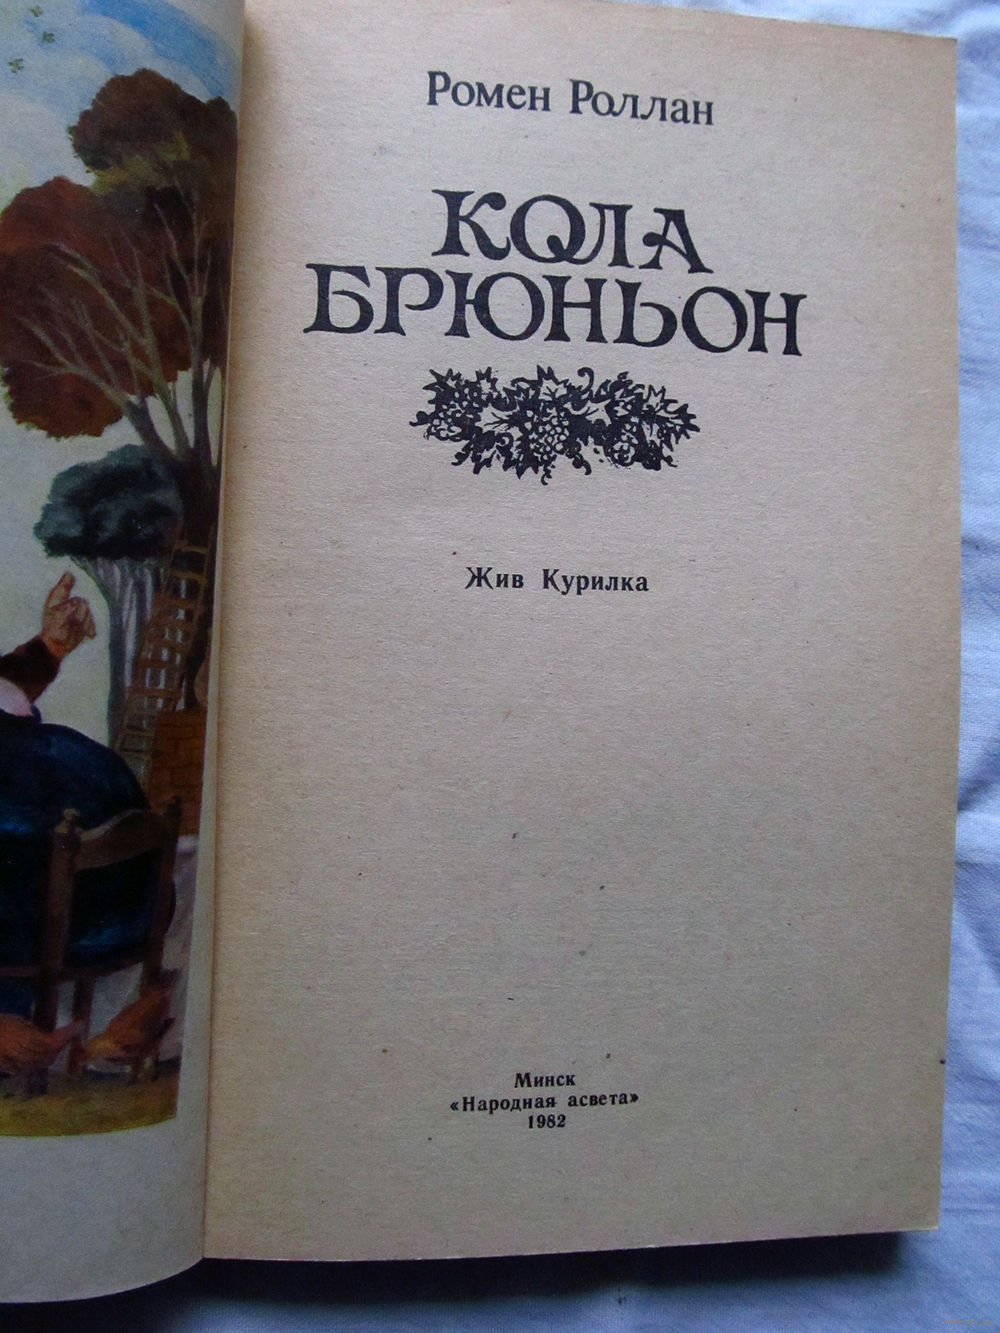 Ромен Роллан
КОЛА
БРЮНЬОН
Жив Курилка
Минск
«Народная асвета»
1982